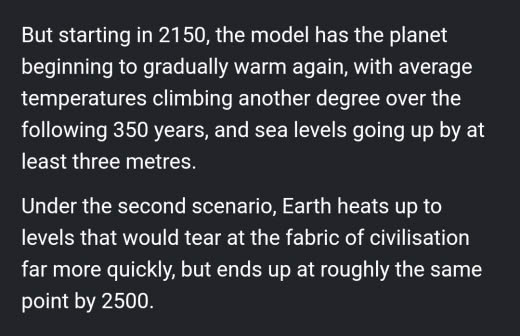 But starting in 2150, the model has the planet
beginning to gradually warm again, with average
temperatures climbing another degree over the
following 350 years, and sea levels going up by at
least three metres.
Under the second scenario, Earth heats up to
levels that would tear at the fabric of civilisation
far more quickly, but ends up at roughly the same
point by 2500.